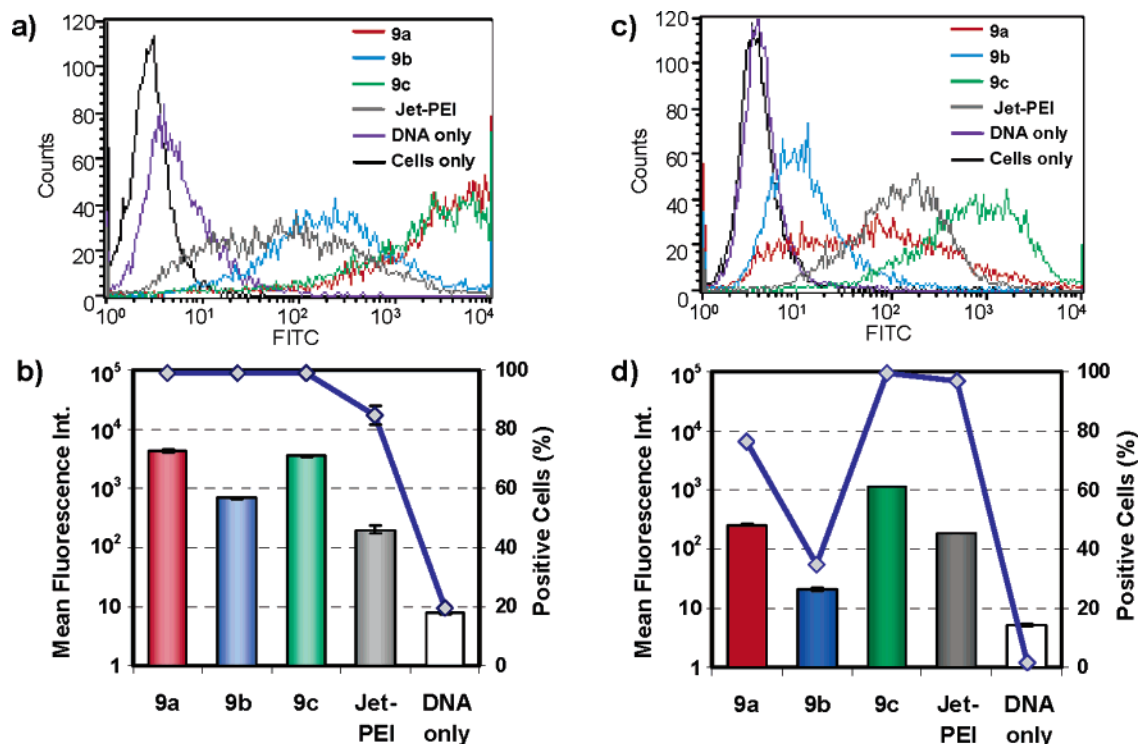 a)
120
100
80
60
40
20
0
Counts
10⁰ 10¹ 10² 10³ 10⁴
FITC
9a
9b
9c
Jet-PEI
DNA only
Cells only
c)
120
100
80
60
40
20
0
Counts
10⁰ 10¹ 10² 10³ 10⁴
FITC
9a
9b
9c
Jet-PEI
DNA only
Cells only
b)
Mean Fluorescence Int.
10⁵
10⁴
10³
10²
10
1
100
80
60
40
20
0
Positive Cells (%)
9a 9b 9c Jet- DNA
PEI only
d)
Mean Fluorescence Int.
10⁵
10⁴
10³
10²
10
1
100
80
60
40
20
0
Positive Cells (%)
9a 9b 9c Jet- DNA
PEI only